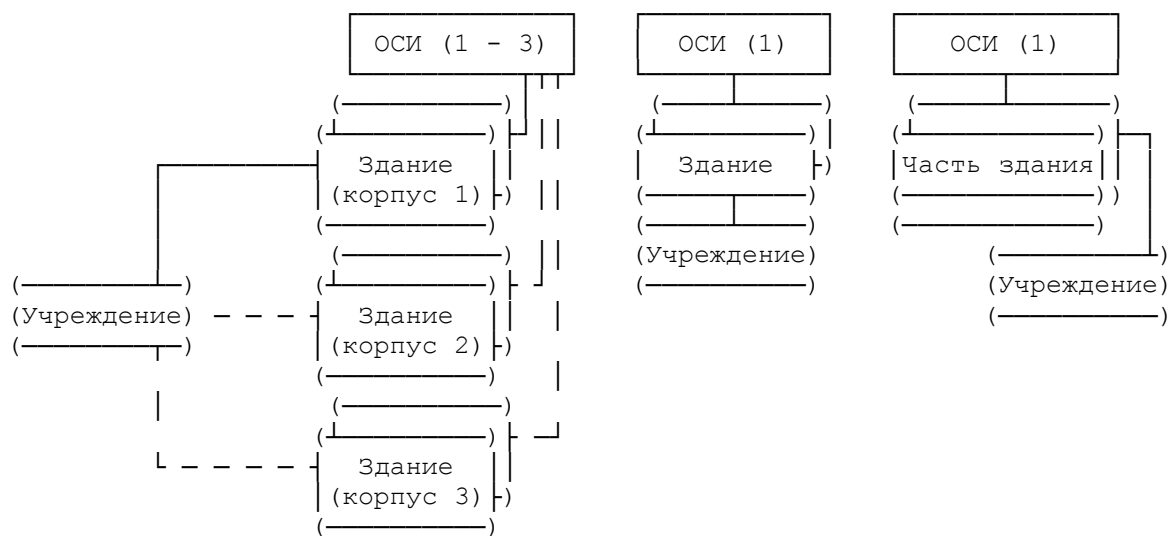 ОСИ (1 - 3)
ОСИ (1)
ОСИ (1)
Здание
(корпус 1)
Здание
Часть здания
(Учреждение)
(Учреждение)
(Учреждение)
Здание
(корпус 2)
Здание
(корпус 3)